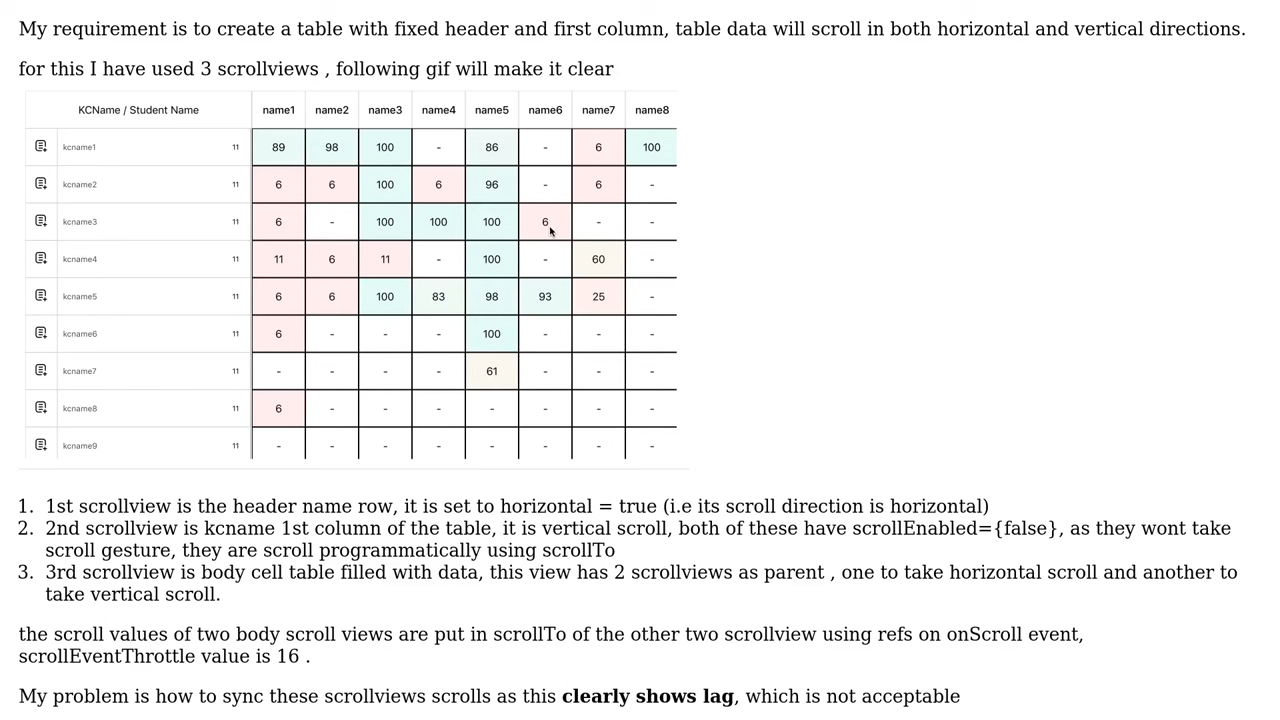 My requirement is to create a table with fixed header and first column, table data will scroll in both horizontal and vertical directions.
for this I have used 3 scrollviews , following gif will make it clear
KCName / Student Name name1 name2 name3 name4 name5 name6 name7 name8
kcname1 11 89 98 100 - 86 - 6 100
kcname2 11 6 6 100 6 96 - 6 -
kcname3 11 6 - 100 100 100 6 - -
kcname4 11 11 6 11 - 100 - 60 -
kcname5 11 6 6 100 83 98 93 25 -
kcname6 11 6 - - - 100 - - -
kcname7 11 - - - - 61 - - -
kcname8 11 6 - - - - - - -
kcname9 11 - - - - - - - -
1. 1st scrollview is the header name row, it is set to horizontal = true (i.e its scroll direction is horizontal)
2. 2nd scrollview is kcname 1st column of the table, it is vertical scroll, both of these have scrollEnabled={false}, as they wont take
scroll gesture, they are scroll programmatically using scrollTo
3. 3rd scrollview is body cell table filled with data, this view has 2 scrollviews as parent , one to take horizontal scroll and another to
take vertical scroll.
the scroll values of two body scroll views are put in scrollTo of the other two scrollview using refs on onScroll event,
scrollEventThrottle value is 16 .
My problem is how to sync these scrollviews scrolls as this clearly shows lag, which is not acceptable